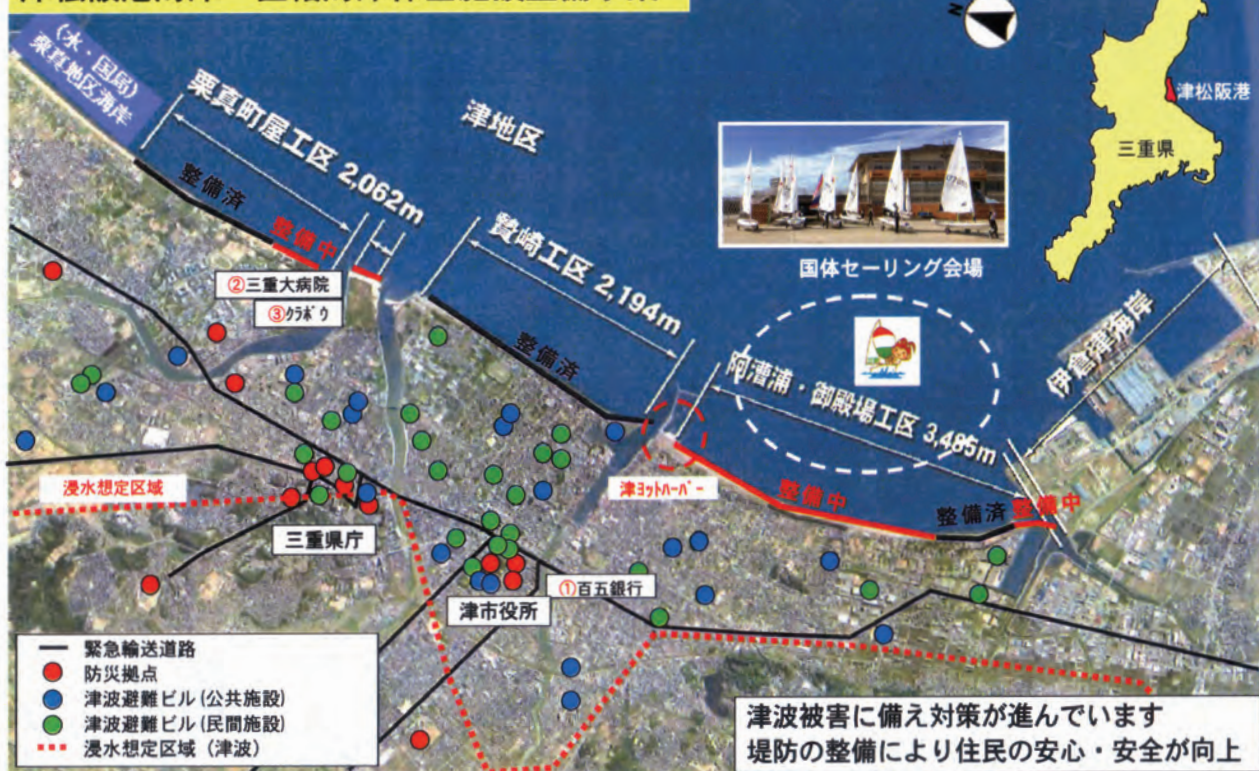 (水・国局)
栗真地区海岸
栗真町屋工区 2,062m
津地区
N
津松阪港
三重県
整備済
整備中
贄崎工区 2,194m
国体セーリング会場
②三重大病院
③クラボウ
整備済
阿漕浦・御殿場工区 3,485m
伊倉津海岸
浸水想定区域
津ヨットハーバー
整備中
整備済
整備中
三重県庁
①百五銀行
津市役所
緊急輸送道路
防災拠点
津波避難ビル(公共施設)
津波避難ビル(民間施設)
浸水想定区域(津波)
津波被害に備え対策が進んでいます
堤防の整備により住民の安心・安全が向上